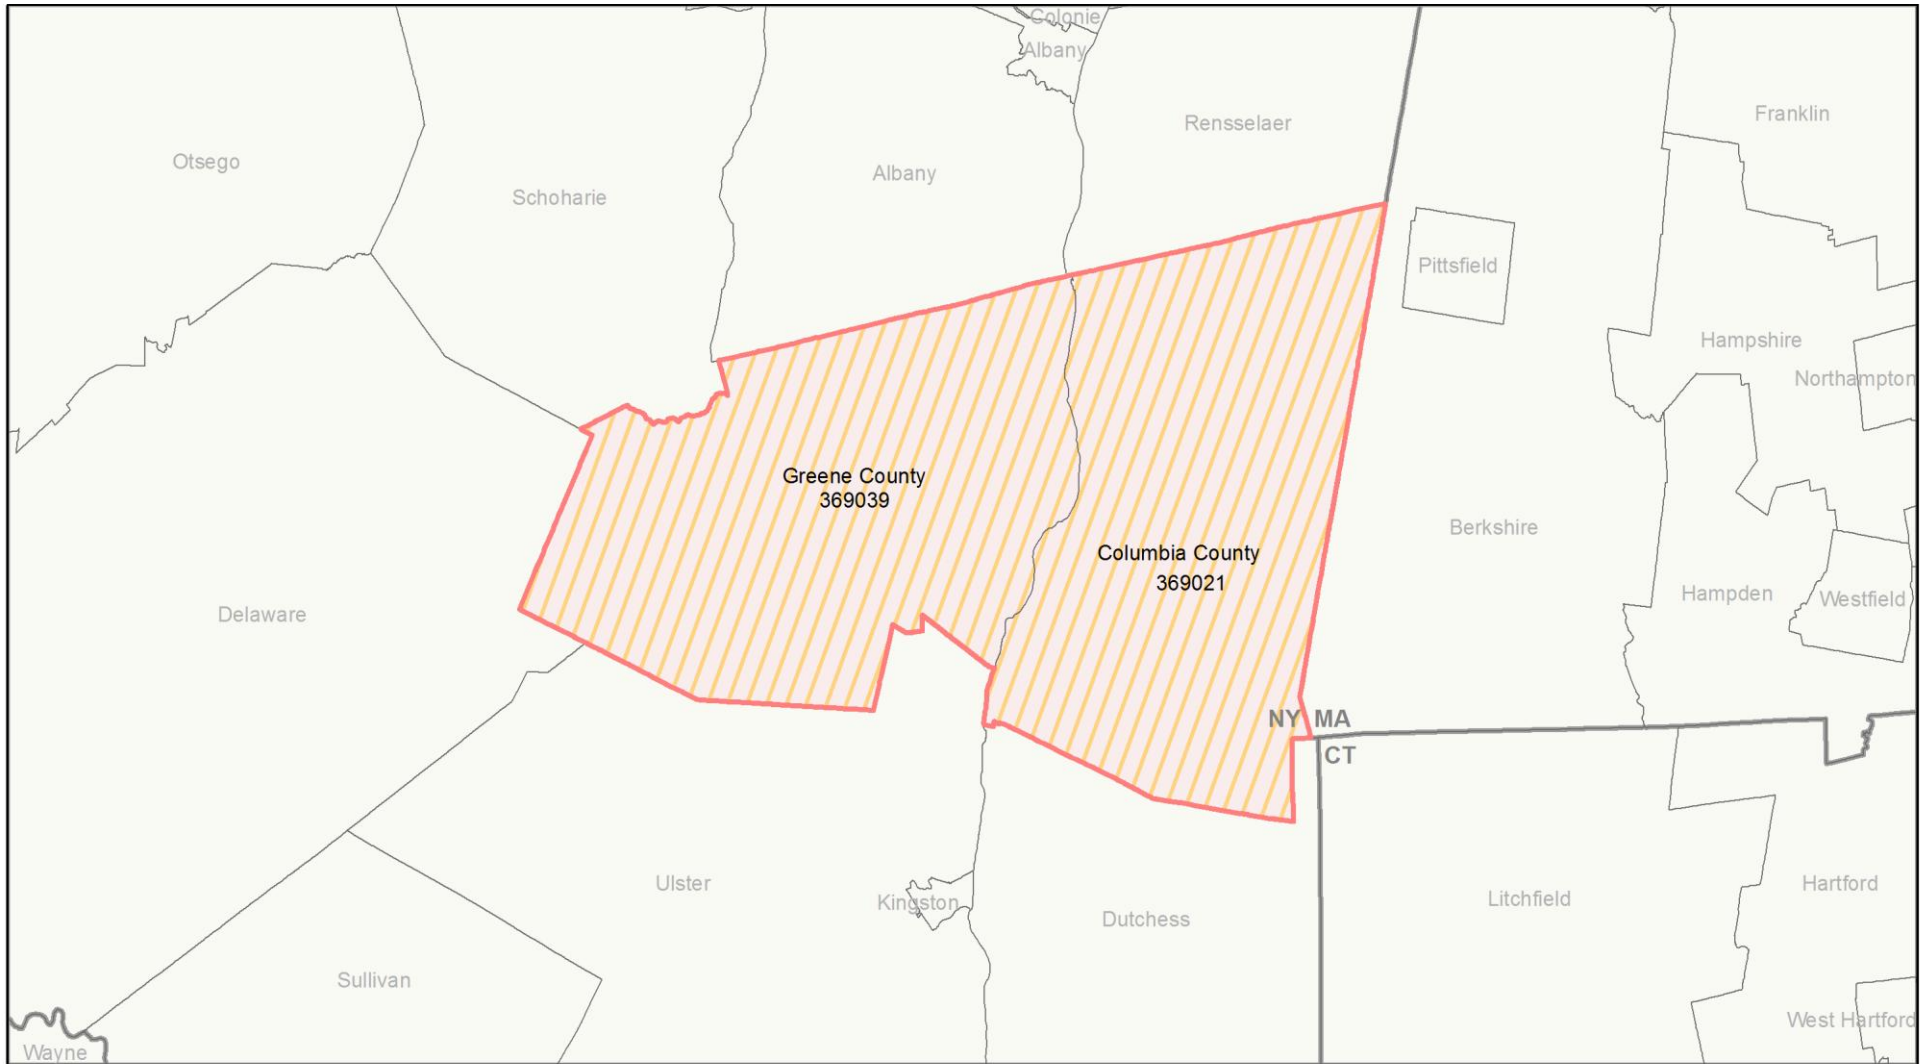 Colonie
Albany
Rensselaer
Franklin
Otsego
Albany
Schoharie
Pittsfield
Hampshire
Northampton
Greene County
369039
Berkshire
Columbia County
369021
Hampden
Westfield
Delaware
NY
MA
CT
Ulster
Kingston
Dutchess
Litchfield
Hartford
Sullivan
West Hartford
Wayne